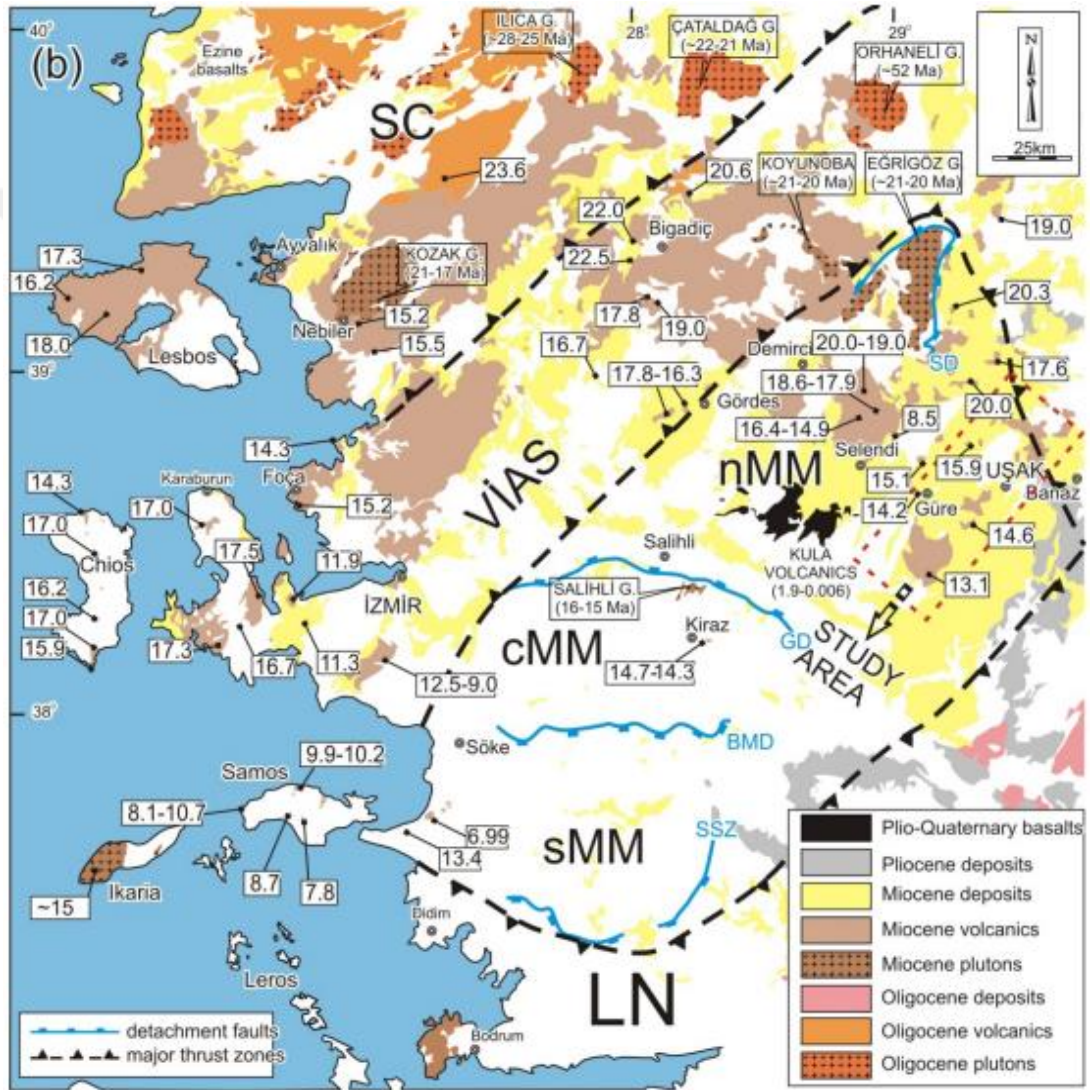 40°
28°
29°
(b)
Ezine
basalts
ILICA G.
(~28-25 Ma)
ÇATALDAĞ G
(~22-21 Ma)
ORHANELİ G.
(~52 Ma)
N
25km
SC
23.6
20.6
KOYUNOBA
(~21-20 Ma)
EĞRİGÖZ G
(~21-20 Ma)
22.0
Bigadiç
19.0
Ayvalık
17.3
KOZAK G.
(21-17 Ma)
22.5
16.2
20.3
15.2
17.8
19.0
Nebiler
18.0
15.5
Lesbos
16.7
Demirci
20.0-19.0
SD
39°
17.6
17.8-16.3
18.6-17.9
Gördes
20.0
8.5
16.4-14.9
14.3
Selendi
VİAS
nMM
15.9
UŞAK
15.1
Banaz
Karaburun
Foça
14.3
15.2
14.2
Güre
17.0
17.0
14.6
Chios
17.5
11.9
Salihli
KULA
VOLCANICS
(1.9-0.006)
13.1
İZMİR
SALİHLİ G.
(16-15 Ma)
16.2
17.0
Kiraz
cMM
GD
STUDY
AREA
15.9
17.3
16.7
11.3
12.5-9.0
14.7-14.3
38°
Söke
BMD
9.9-10.2
Samos
8.1-10.7
6.99
sMM
SSZ
13.4
Ikaria
8.7
7.8
~15
Didim
Leros
LN
Bodrum
detachment faults
major thrust zones
Plio-Quaternary basalts
Pliocene deposits
Miocene deposits
Miocene volcanics
Miocene plutons
Oligocene deposits
Oligocene volcanics
Oligocene plutons